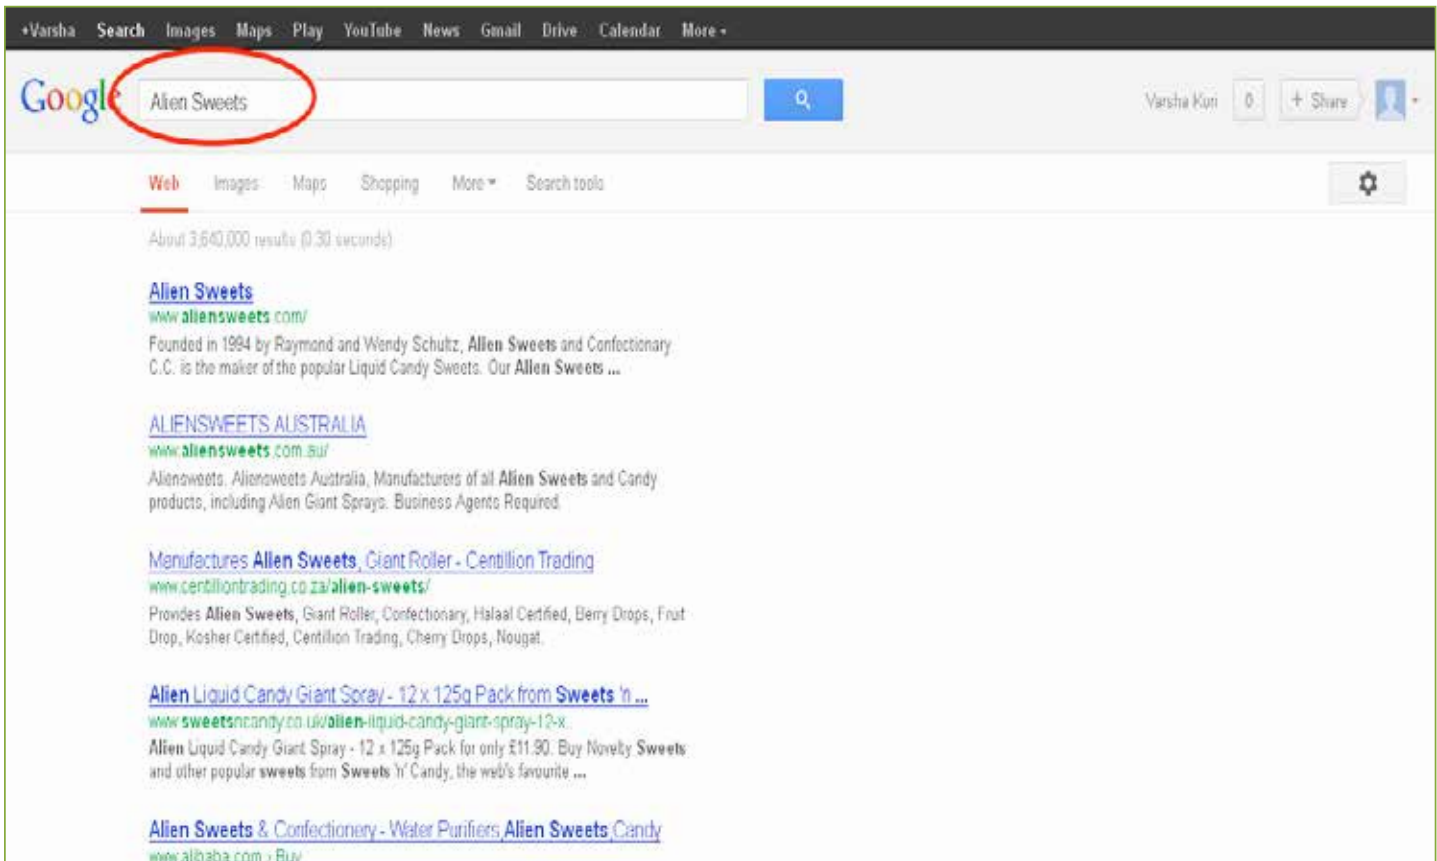 +Varsha Search Images Maps Play YouTube News Gmail Drive Calendar More
Google Alien Sweets Varsha Kuri 0 + Share
Web Images Maps Shopping More Search tools
About 3,640,000 results (0.30 seconds)
Alien Sweets
www.aliensweets.com/
Founded in 1994 by Raymond and Wendy Schultz, Alien Sweets and Confectionary
C.C. is the maker of the popular Liquid Candy Sweets. Our Alien Sweets ...
ALIENSWEETS AUSTRALIA
www.aliensweets.com.au/
Aliensweets. Aliensweets Australia, Manufacturers of all Alien Sweets and Candy
products, including Alien Giant Sprays. Business Agents Required.
Manufactures Alien Sweets, Giant Roller - Centillion Trading
www.centilliontrading.co.za/alien-sweets/
Provides Alien Sweets, Giant Roller, Confectionary, Halaal Certified, Berry Drops, Fruit
Drop, Kosher Certified, Centillion Trading, Cherry Drops, Nougat.
Alien Liquid Candy Giant Spray - 12 x 125g Pack from Sweets 'n ...
www.sweetsncandy.co.uk/alien-liquid-candy-giant-spray-12-x...
Alien Liquid Candy Giant Spray - 12 x 125g Pack for only £11.90. Buy Novelty Sweets
and other popular sweets from Sweets 'n' Candy, the web's favourite ...
Alien Sweets & Confectionery - Water Purifiers,Alien Sweets,Candy
www.alibaba.com › Buy